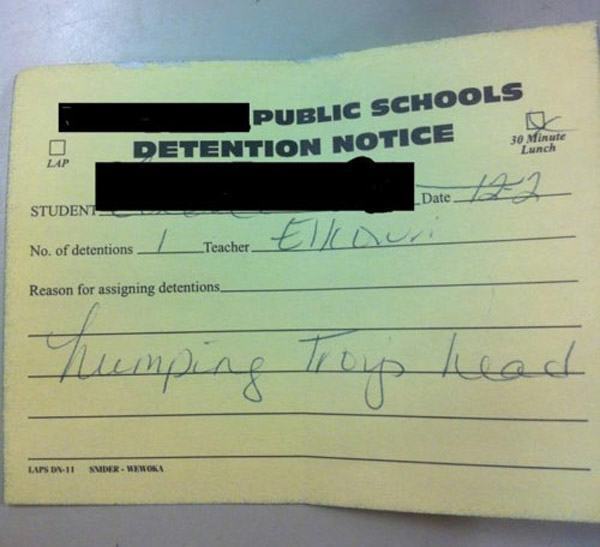 PUBLIC SCHOOLS
DETENTION NOTICE
LAP
30 Minute
Lunch
STUDENT
Date 12-2
No. of detentions 1 Teacher
Reason for assigning detentions
humping Troys head
LAPS DN-11 SNIDER - WEWOKA